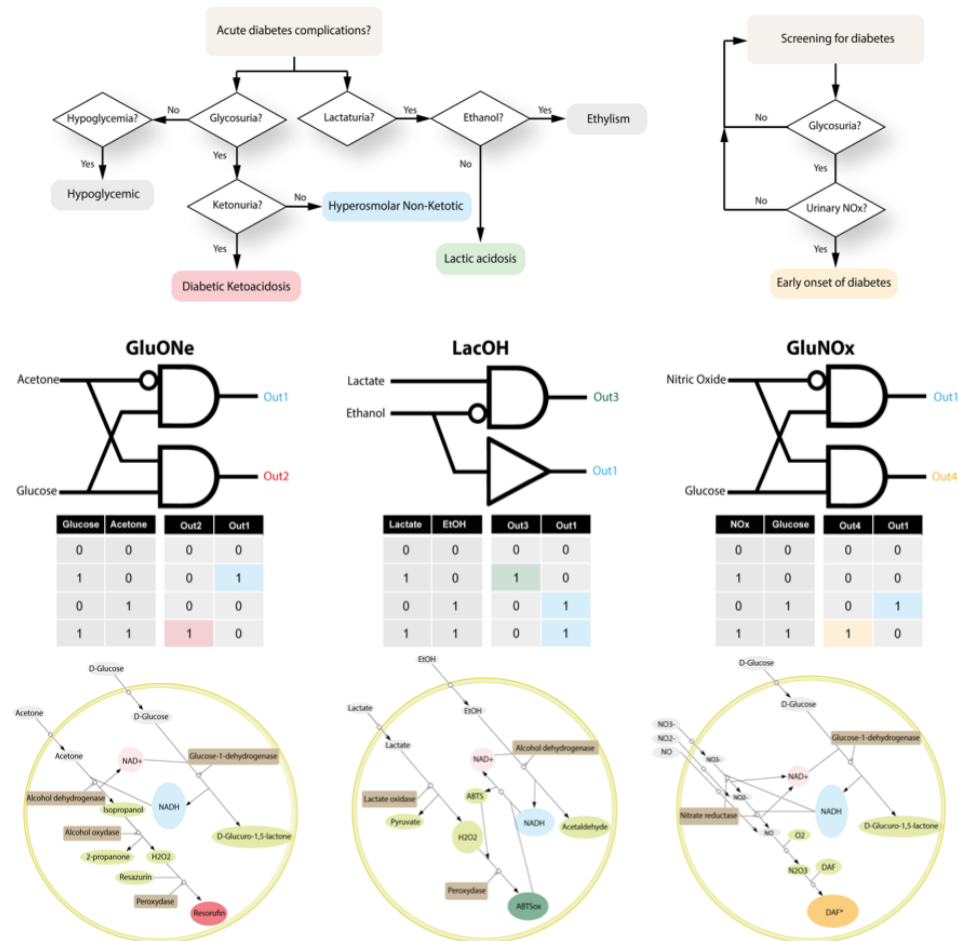 Acute diabetes complications?
Screening for diabetes
Hypoglycemia?
No
Glycosuria?
Lactaturia?
Yes
Ethanol?
Yes
Ethylism
No
Glycosuria?
Yes
Yes
No
Yes
Hypoglycemic
Ketonuria?
No
Hyperosmolar Non-Ketotic
No
Urinary NOx?
Yes
Lactic acidosis
Yes
Diabetic Ketoacidosis
Early onset of diabetes
GluONe
LacOH
GluNOx
Acetone
Out1
Glucose
Out2
Lactate
Out3
Ethanol
Out1
Nitric Oxide
Out1
Glucose
Out4
Glucose Acetone Out2 Out1
0 0 0 0
1 0 0 1
0 1 0 0
1 1 1 0
Lactate EtOH Out3 Out1
0 0 0 0
1 0 1 0
0 1 0 1
1 1 0 1
NOx Glucose Out4 Out1
0 0 0 0
1 0 0 0
0 1 0 1
1 1 1 0
D-Glucose
Acetone
D-Glucose
Acetone
NAD+
Glucose-1-dehydrogenase
Alcohol dehydrogenase
Isopropanol
NADH
Alcohol oxydase
D-Glucuro-1,5-lactone
2-propanone
H2O2
Resazurin
Peroxydase
Resorufin
EtOH
Lactate
EtOH
Lactate
NAD+
Alcohol dehydrogenase
Lactate oxidase
ABTS
Pyruvate
NADH
Acetaldehyde
H2O2
Peroxydase
ABTSox
D-Glucose
D-Glucose
NO3-
NO2-
NO
NO3-
Glucose-1-dehydrogenase
NAD+
NO2-
Nitrate reductase
NADH
NO
O2
D-Glucuro-1,5-lactone
N2O3
DAF
DAF*